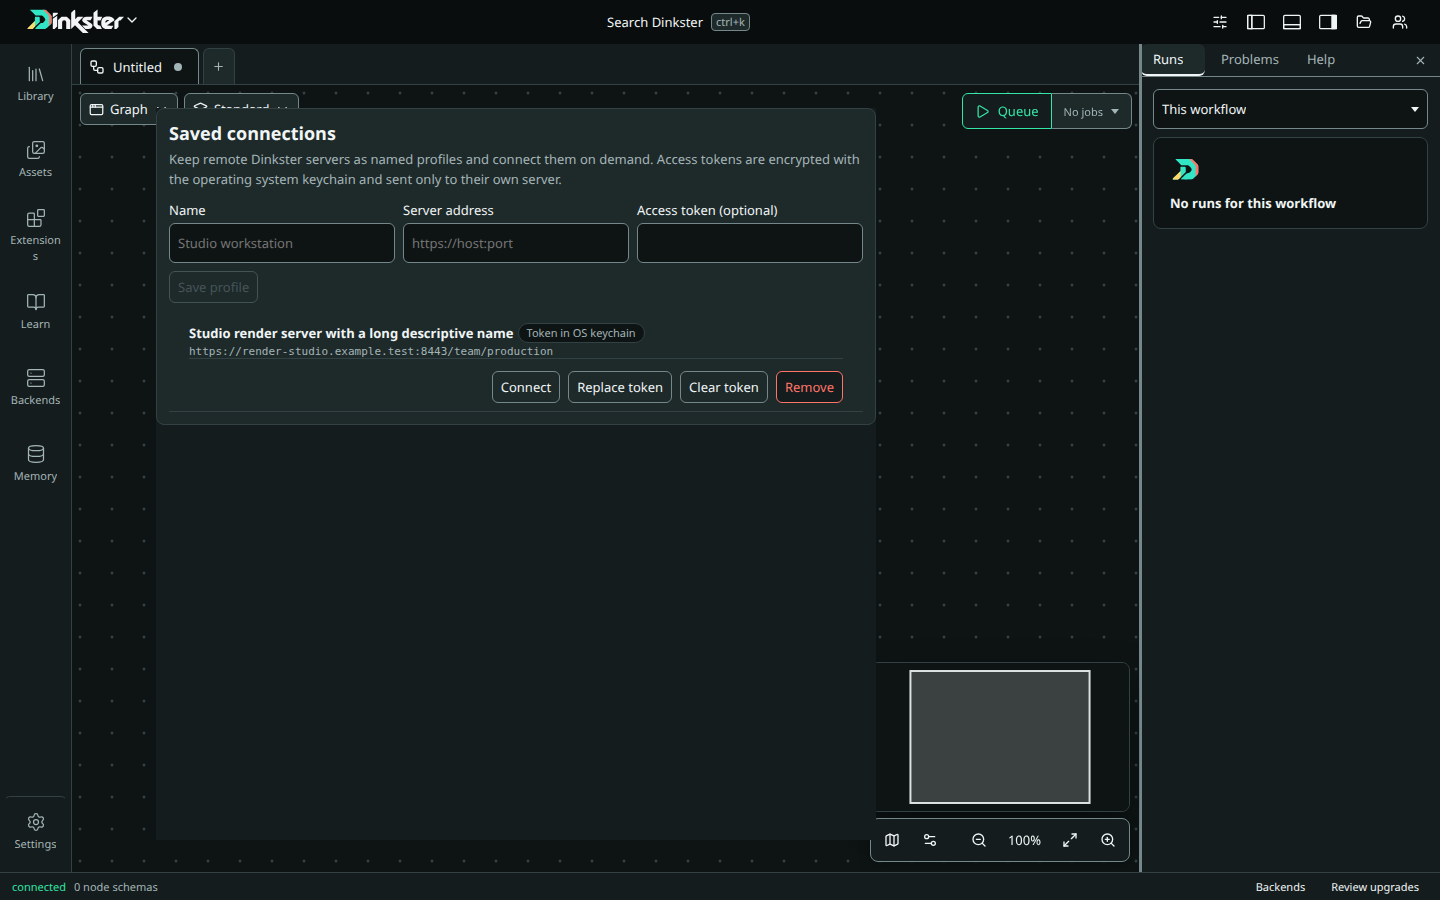 Dinkster
Search Dinkster ctrl+k
Untitled
Runs Problems Help
Library
Assets
Extension
s
Learn
Backends
Memory
Settings
Graph
Queue No jobs
This workflow
No runs for this workflow
Saved connections
Keep remote Dinkster servers as named profiles and connect them on demand. Access tokens are encrypted with
the operating system keychain and sent only to their own server.
Name Server address Access token (optional)
Studio workstation https://host:port
Save profile
Studio render server with a long descriptive name Token in OS keychain
https://render-studio.example.test:8443/team/production
Connect Replace token Clear token Remove
100%
connected 0 node schemas
Backends Review upgrades